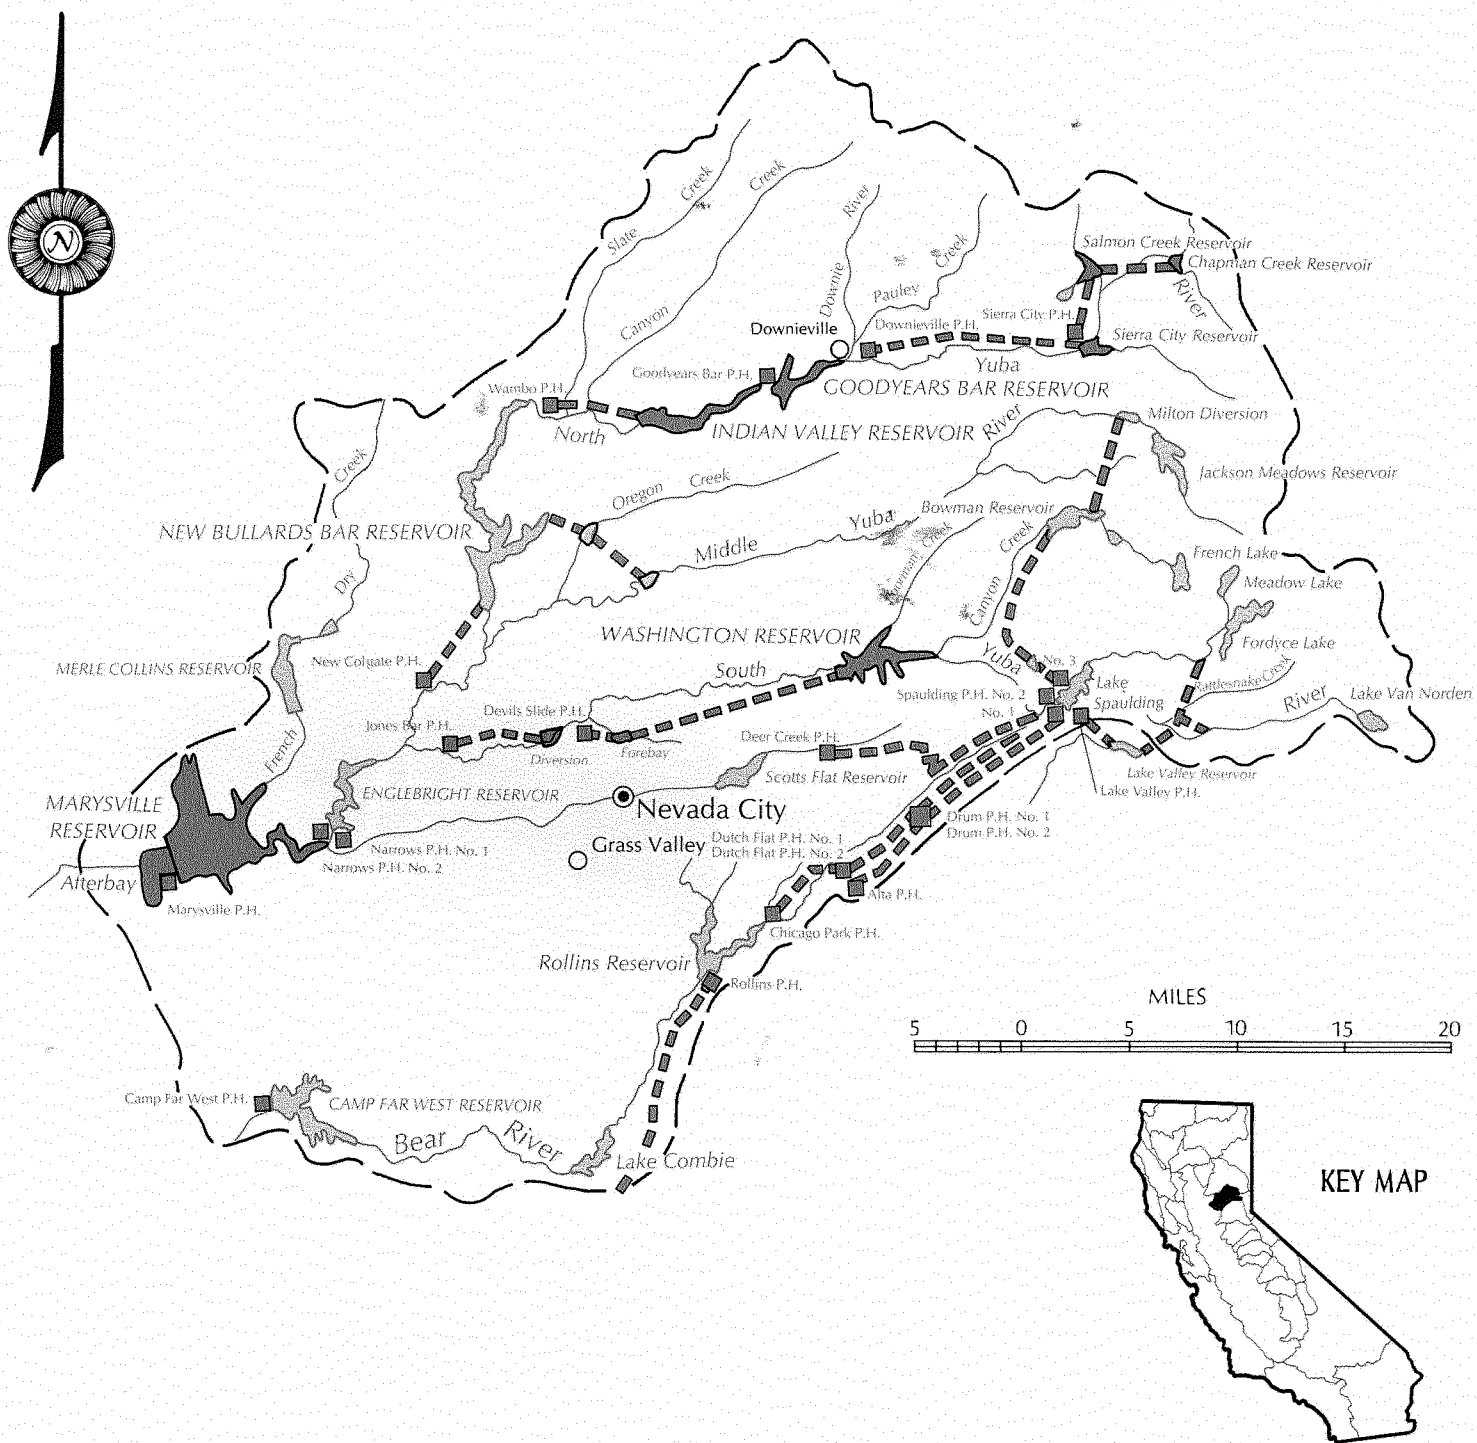 N
Slate
Creek
Canyon
Creek
Downie
River
Pauley
Creek
Salmon Creek Reservoir
Chapman Creek Reservoir
River
Sierra City P.H.
Sierra City Reservoir
Downieville
Downieville P.H.
Yuba
Goodyears Bar P.H.
GOODYEARS BAR RESERVOIR
Wambo P.H.
North
INDIAN VALLEY RESERVOIR
River
Milton Diversion
Jackson Meadows Reservoir
Creek
Oregon
Creek
NEW BULLARDS BAR RESERVOIR
Middle
Yuba
Bowman Reservoir
Creek
Canyon
Creek
French Lake
Meadow Lake
Dry
WASHINGTON RESERVOIR
Fordyce Lake
MERLE COLLINS RESERVOIR
New Colgate P.H.
South
Yuba
No. 3
Rattlesnake Creek
Lake
Spaulding
Spaulding P.H. No. 2
No. 1
River
Lake Van Norden
Jones Bar P.H.
Devils Slide P.H.
Diversion
Forebay
Deer Creek P.H.
French
Scotts Flat Reservoir
Lake Valley Reservoir
Lake Valley P.H.
ENGLEBRIGHT RESERVOIR
MARYSVILLE
RESERVOIR
Nevada City
Drum P.H. No. 1
Drum P.H. No. 2
Grass Valley
Dutch Flat P.H. No. 1
Dutch Flat P.H. No. 2
Narrows P.H. No. 1
Narrows P.H. No. 2
Afterbay
Marysville P.H.
Alta P.H.
Chicago Park P.H.
Rollins Reservoir
Rollins P.H.
MILES
5 0 5 10 15 20
Camp Far West P.H.
CAMP FAR WEST RESERVOIR
Bear
River
Lake Combie
KEY MAP